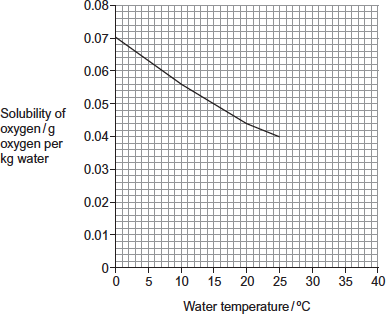 0.08
0.07
0.06
0.05
0.04
0.03
0.02
0.01
0
Solubility of
oxygen / g
oxygen per
kg water
0 5 10 15 20 25 30 35 40
Water temperature / ºC